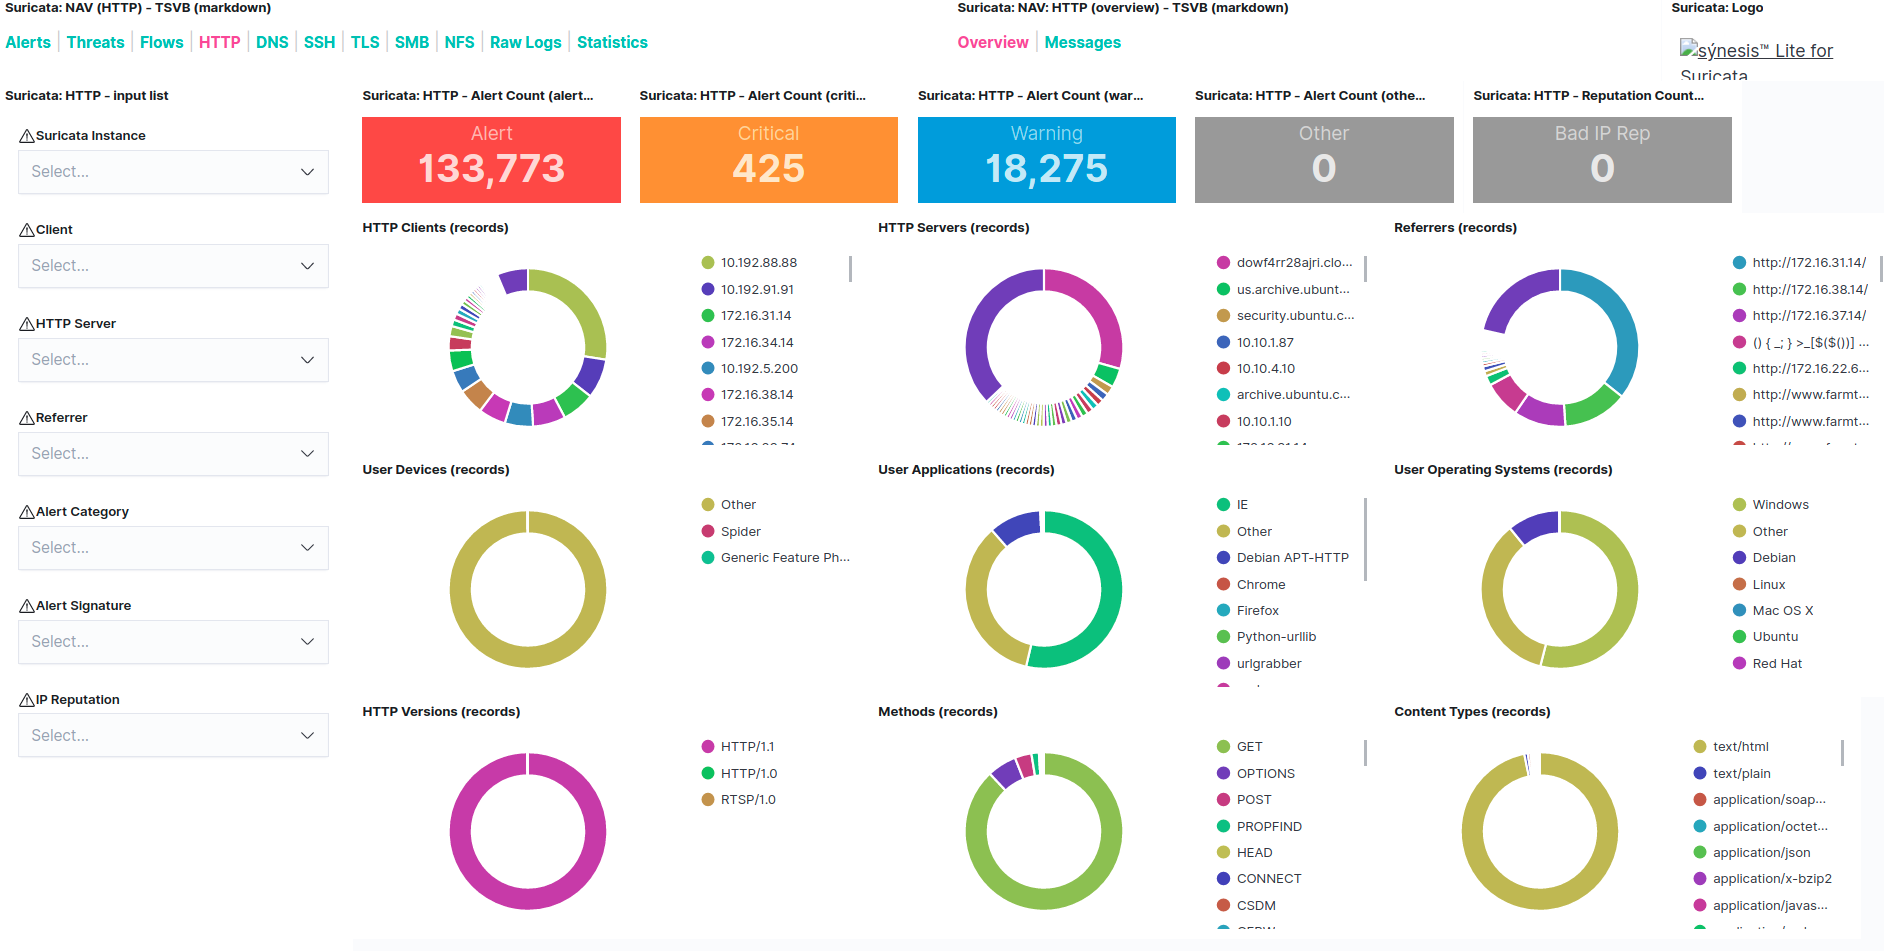 Suricata: NAV (HTTP) - TSVB (markdown)
Suricata: NAV: HTTP (overview) - TSVB (markdown)
Suricata: Logo
Alerts | Threats | Flows | HTTP | DNS | SSH | TLS | SMB | NFS | Raw Logs | Statistics
Overview | Messages
sýnesis™ Lite for
Suricata
Suricata: HTTP - input list
Suricata Instance
Select...
Client
Select...
HTTP Server
Select...
Referrer
Select...
Alert Category
Select...
Alert Signature
Select...
IP Reputation
Select...
Suricata: HTTP - Alert Count (alert...
Alert
133,773
Suricata: HTTP - Alert Count (criti...
Critical
425
Suricata: HTTP - Alert Count (war...
Warning
18,275
Suricata: HTTP - Alert Count (othe...
Other
0
Suricata: HTTP - Reputation Count...
Bad IP Rep
0
HTTP Clients (records)
10.192.88.88
10.192.91.91
172.16.31.14
172.16.34.14
10.192.5.200
172.16.38.14
172.16.35.14
HTTP Servers (records)
dowf4rr28ajri.clo...
us.archive.ubunt...
security.ubuntu.c...
10.10.1.87
10.10.4.10
archive.ubuntu.c...
10.10.1.10
Referrers (records)
http://172.16.31.14/
http://172.16.38.14/
http://172.16.37.14/
() { _; } >_[$($())] ...
http://172.16.22.6...
http://www.farmt...
http://www.farmt...
User Devices (records)
Other
Spider
Generic Feature Ph...
User Applications (records)
IE
Other
Debian APT-HTTP
Chrome
Firefox
Python-urllib
urlgrabber
User Operating Systems (records)
Windows
Other
Debian
Linux
Mac OS X
Ubuntu
Red Hat
HTTP Versions (records)
HTTP/1.1
HTTP/1.0
RTSP/1.0
Methods (records)
GET
OPTIONS
POST
PROPFIND
HEAD
CONNECT
CSDM
Content Types (records)
text/html
text/plain
application/soap...
application/octet...
application/json
application/x-bzip2
application/javas...